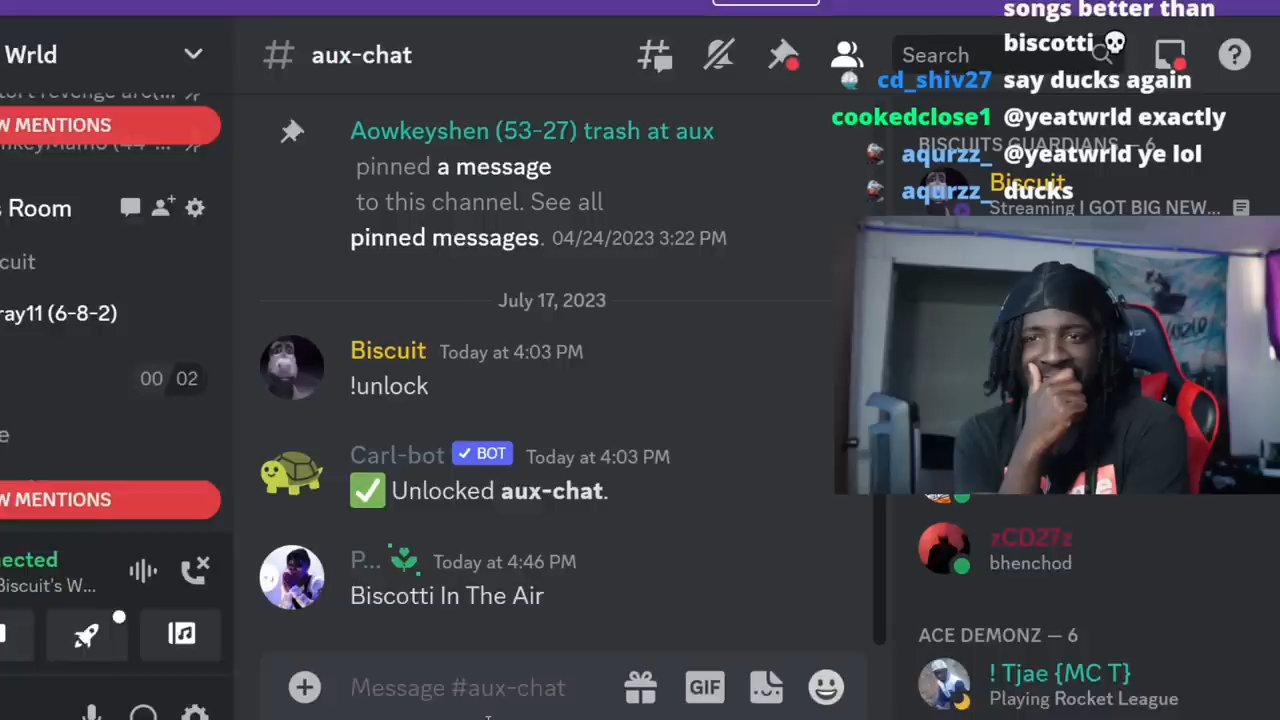 songs better than
biscotti💀
cd_shiv27 say ducks again
cookedclose1 @yeatwrld exactly
aqurzz_ @yeatwrld ye lol
aqurzz_ ducks
Wrld
W MENTIONS
s Room
cuit
ray11 (6-8-2)
00 02
e
W MENTIONS
nected
Biscuit's W...
# aux-chat
Search
Aowkeyshen (53-27) trash at aux
pinned a message
to this channel. See all
pinned messages. 04/24/2023 3:22 PM
July 17, 2023
Biscuit Today at 4:03 PM
!unlock
Carl-bot ✓ BOT Today at 4:03 PM
✅ Unlocked aux-chat.
P... Today at 4:46 PM
Biscotti In The Air
Message #aux-chat
GIF
BISCUITS GUARDIANS — 6
Biscuit
Streaming I GOT BIG NEW...
zCD27z
bhenchod
ACE DEMONZ — 6
! Tjae {MC T}
Playing Rocket League